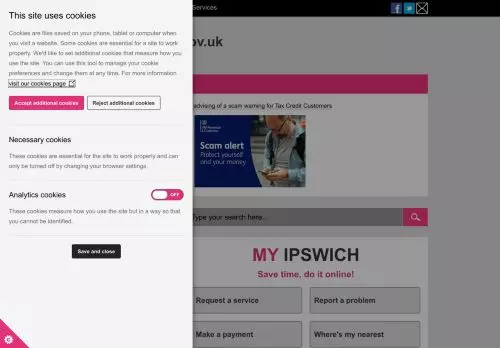 This site uses cookies
Cookies are files saved on your phone, tablet or computer when
you visit a website. Some cookies are essential for a site to work
properly. We'd like to set additional cookies that measure how you
use the site. You can use this tool to manage your cookie
preferences and change them at any time. For more information
visit our cookies page
Accept additional cookies
Reject additional cookies
Necessary cookies
These cookies are essential for the site to work properly and can
only be turned off by changing your browser settings.
Analytics cookies
OFF
These cookies measure how you use the site but in a way so that
you cannot be identified.
Save and close
Services
ov.uk
advising of a scam warning for Tax Credit Customers
HM Revenue
& Customs
Scam alert
Protect yourself
and your money
Type your search here...
MY IPSWICH
Save time, do it online!
Request a service
Report a problem
Make a payment
Where's my nearest